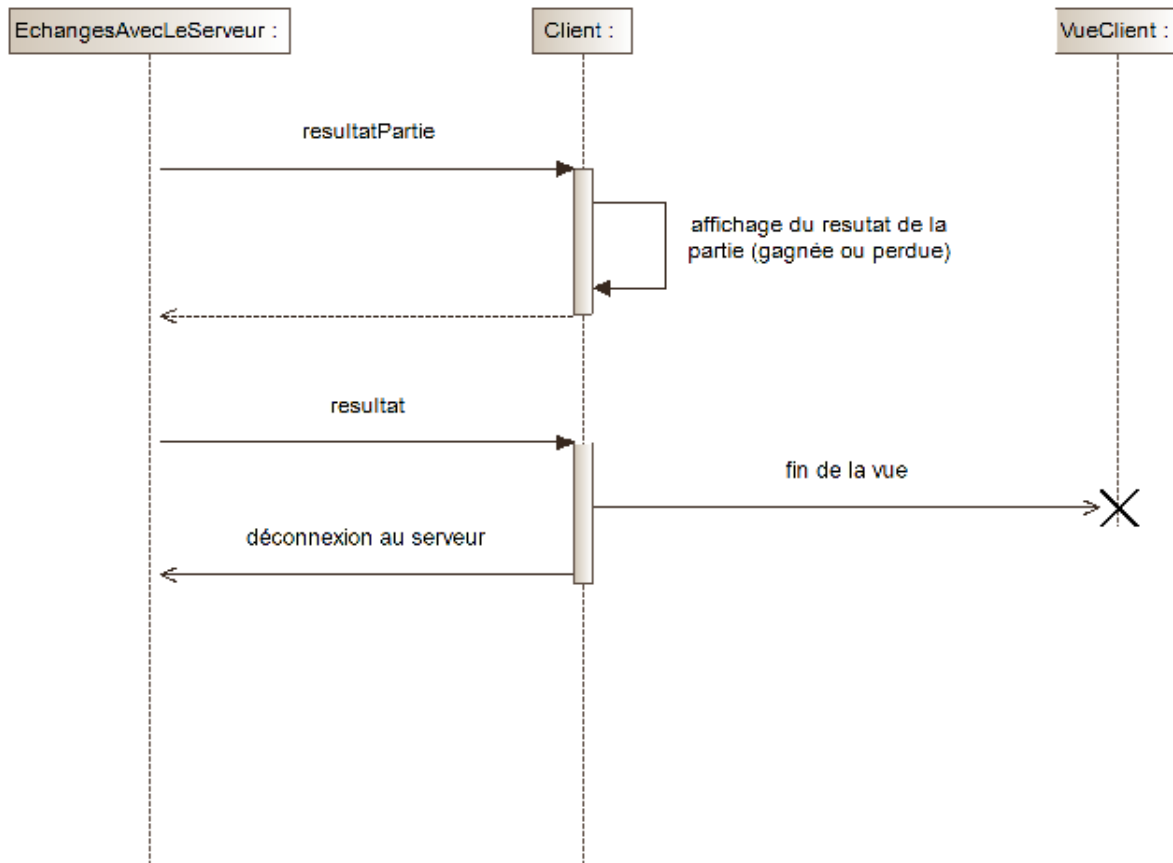 EchangesAvecLeServeur :
Client :
VueClient :
resultatPartie
affichage du resutat de la
partie (gagnée ou perdue)
resultat
fin de la vue
déconnexion au serveur